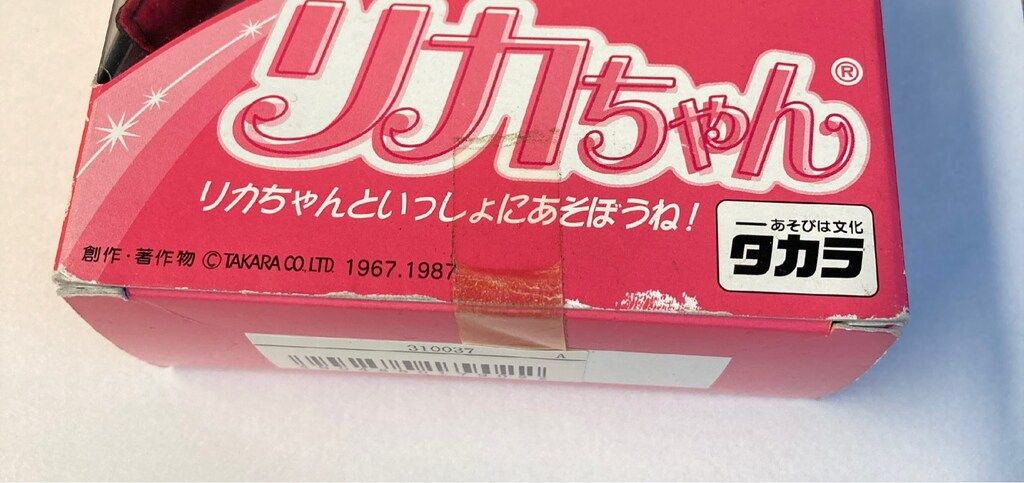 リカちゃん®
リカちゃんといっしょにあそぼうね!
一あそびは文化
タカラ
創作・著作物 ©TAKARA CO.,LTD. 1967.1987
310037 A